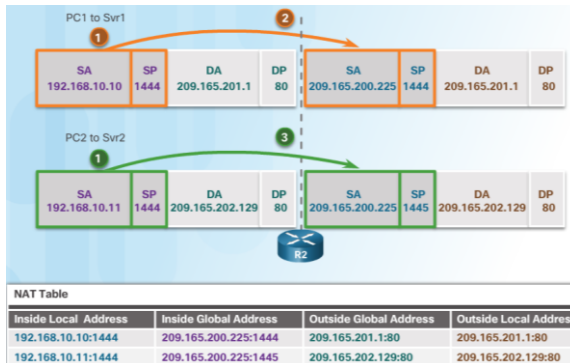 PC1 to Svr1
1
2
SA SP DA DP SA SP DA DP
192.168.10.10 1444 209.165.201.1 80 209.165.200.225 1444 209.165.201.1 80
PC2 to Svr2
1
3
SA SP DA DP SA SP DA DP
192.168.10.11 1444 209.165.202.129 80 209.165.200.225 1445 209.165.202.129 80
R2
NAT Table
Inside Local Address Inside Global Address Outside Global Address Outside Local Addres
192.168.10.10:1444 209.165.200.225:1444 209.165.201.1:80 209.165.201.1:80
192.168.10.11:1444 209.165.200.225:1445 209.165.202.129:80 209.165.202.129:80